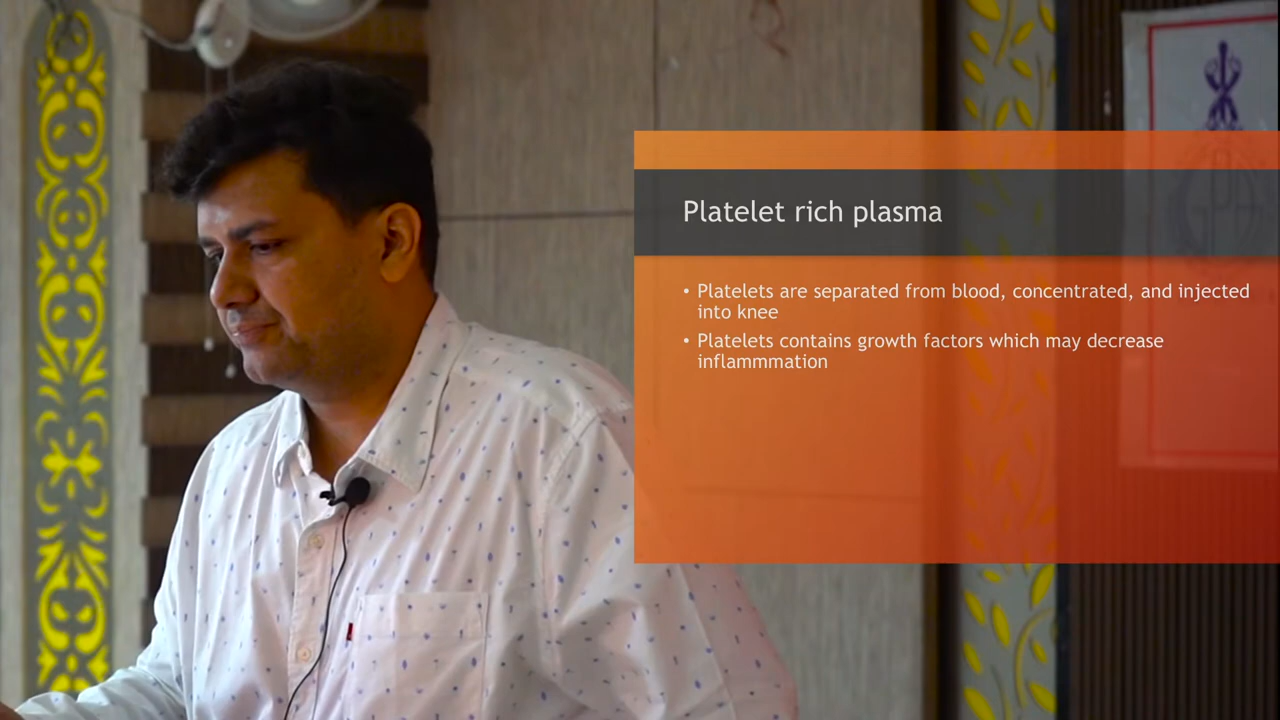 Platelet rich plasma
• Platelets are separated from blood, concentrated, and injected
into knee
• Platelets contains growth factors which may decrease
inflammmation